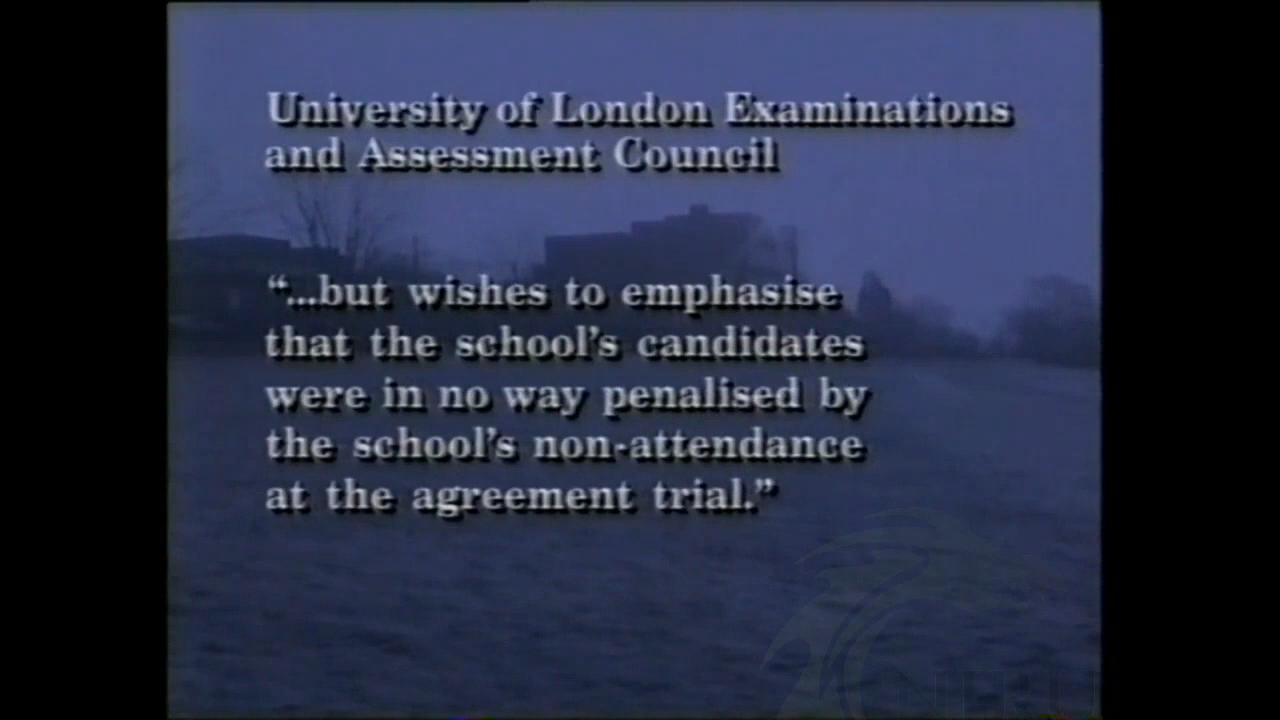 University of London Examinations
and Assessment Council
“...but wishes to emphasise
that the school’s candidates
were in no way penalised by
the school’s non-attendance
at the agreement trial.”